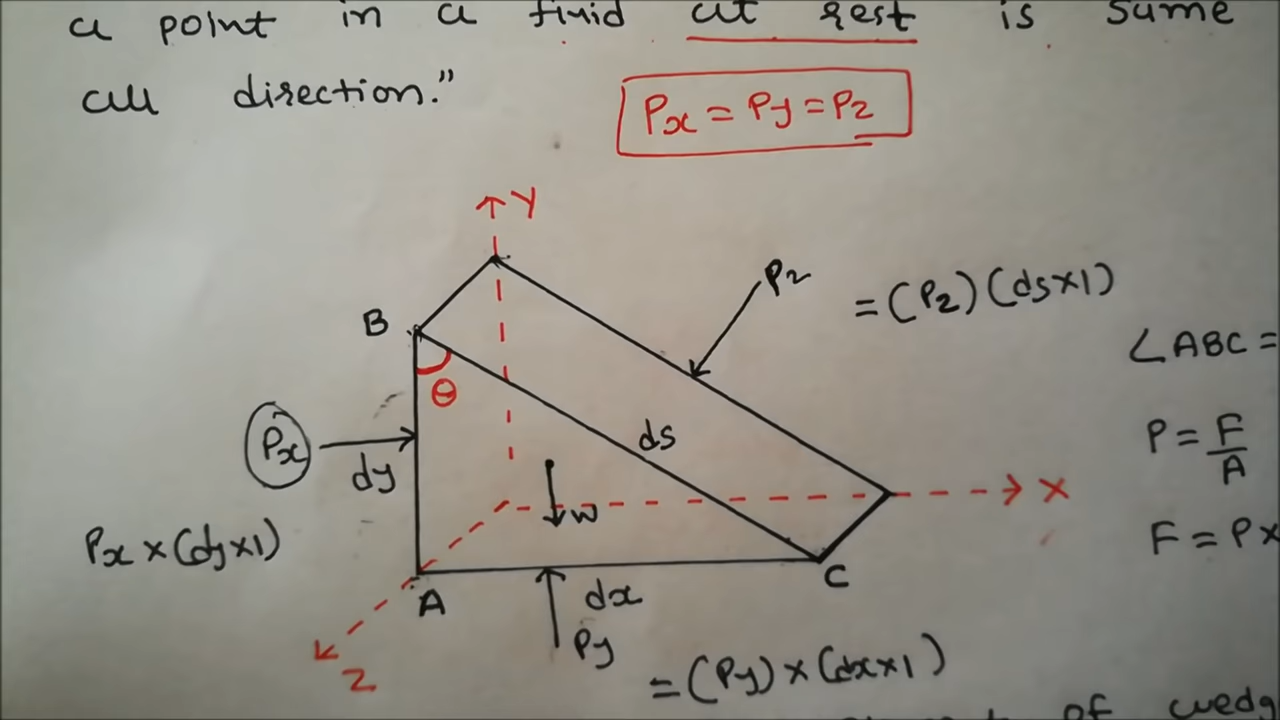 a point in a fluid at rest is same
all direction."
Px = Py = Pz
Y
B
Pz
= (Pz) (ds×1)
∠ABC =
θ
Px
dy
ds
P = F/A
w
X
Px × (dy×1)
F = P×
A
dx
C
Py
Z
= (Py) × (dx×1)
of wedg